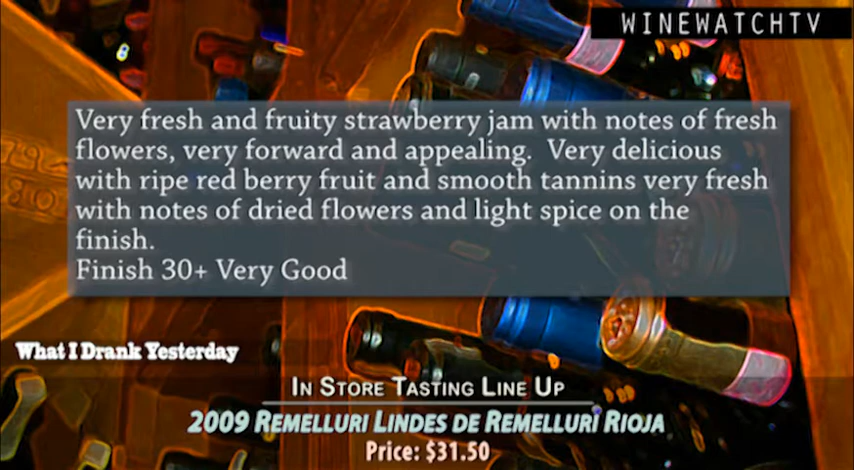 WINEWATCHTV
Very fresh and fruity strawberry jam with notes of fresh
flowers, very forward and appealing.  Very delicious
with ripe red berry fruit and smooth tannins very fresh
with notes of dried flowers and light spice on the
finish.
Finish 30+ Very Good
What I Drank Yesterday
In Store Tasting Line Up
2009 Remelluri Lindes de Remelluri Rioja
Price: $31.50